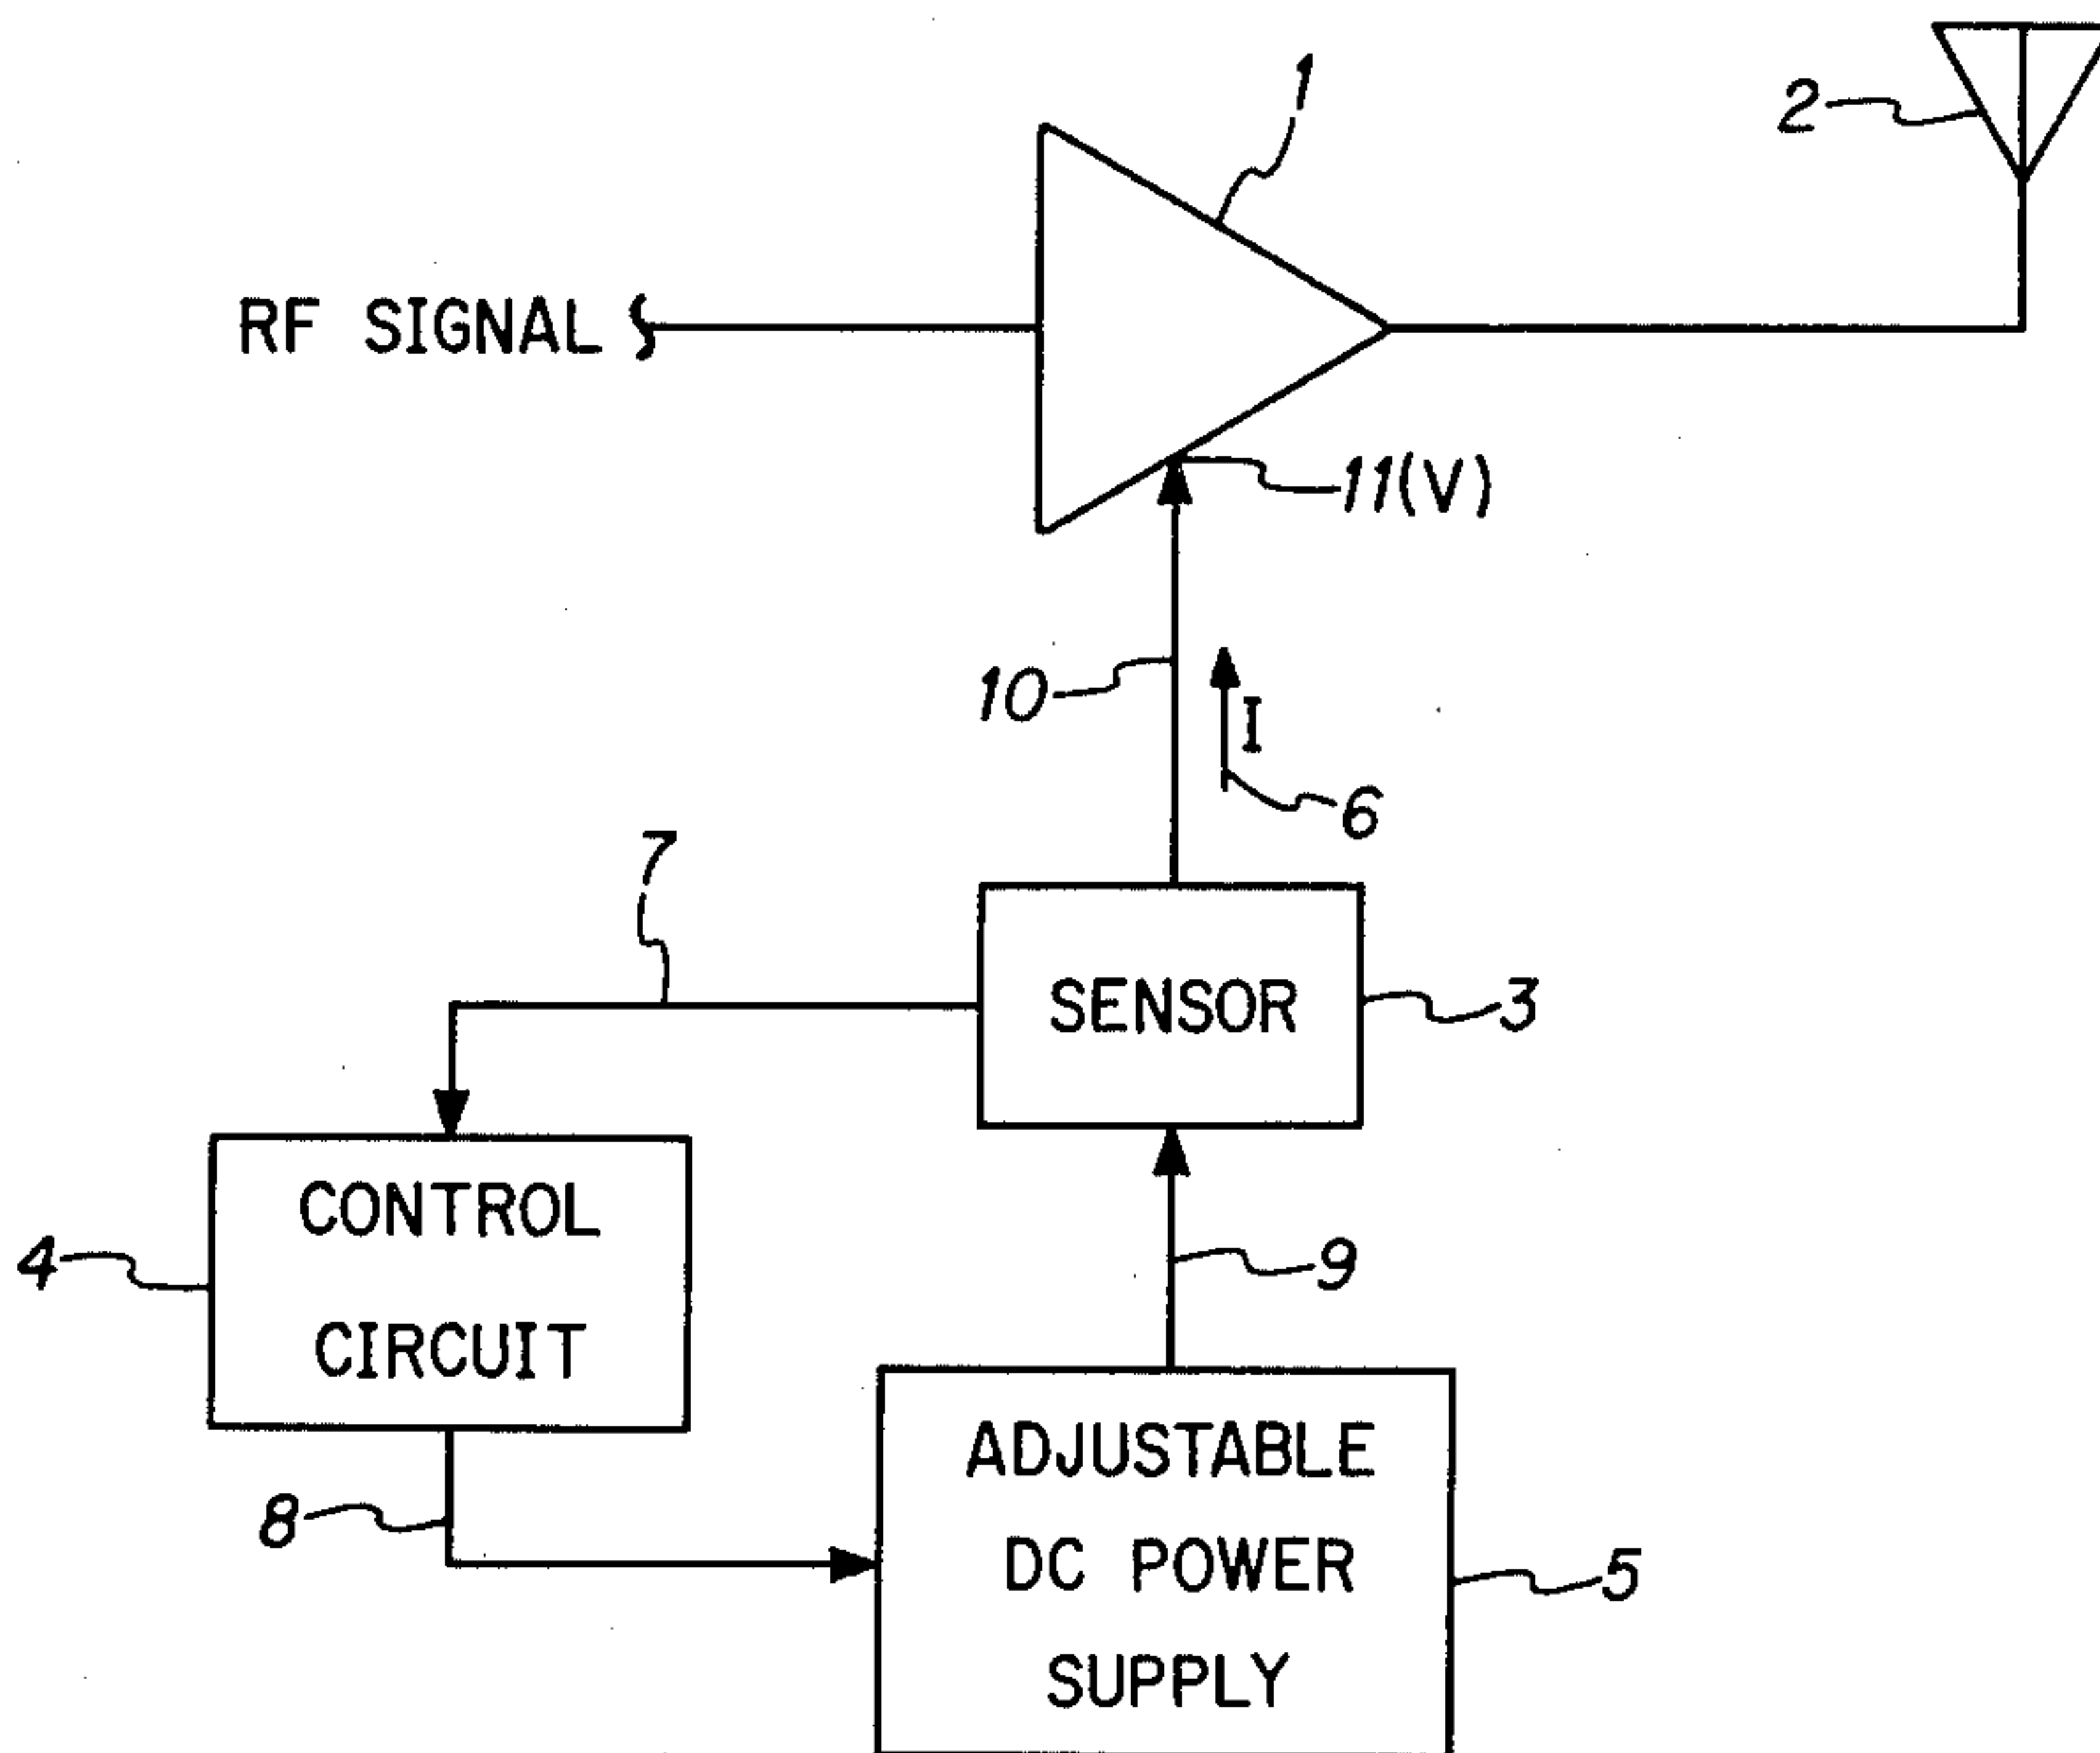 1
2
RF SIGNAL
11(V)
10
I
6
7
SENSOR
3
CONTROL
CIRCUIT
4
9
8
ADJUSTABLE
DC POWER
SUPPLY
5